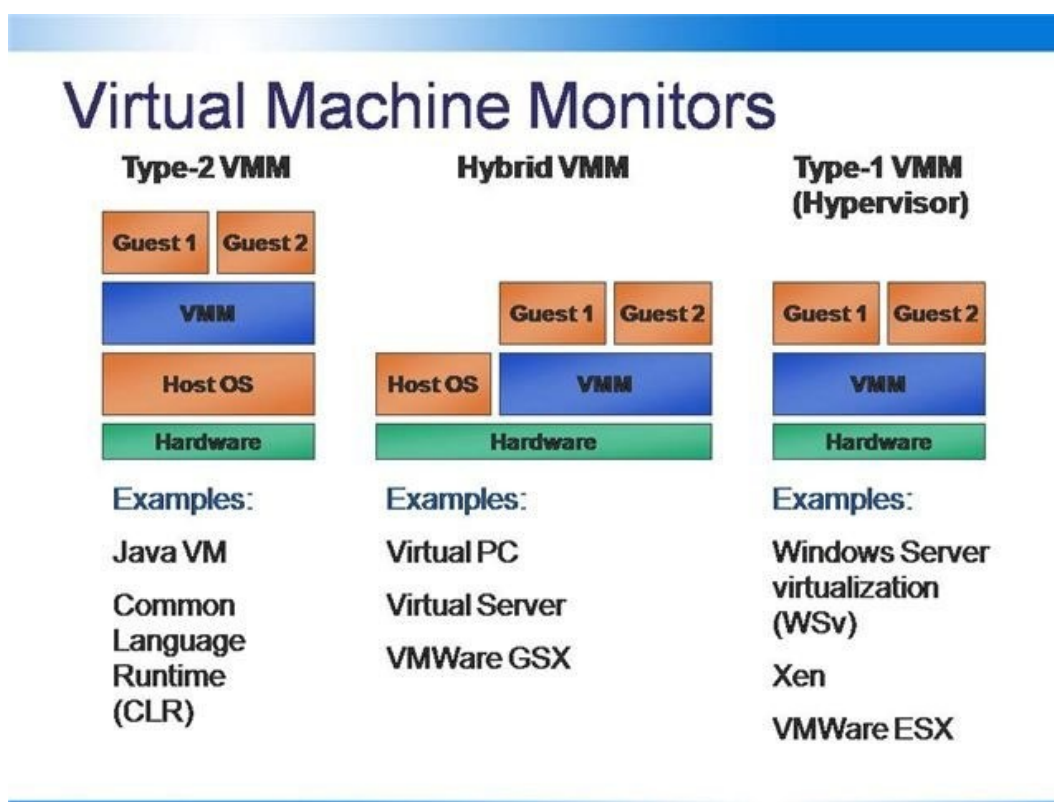 Virtual Machine Monitors
Type-2 VMM
Guest 1 Guest 2
VMM
Host OS
Hardware
Examples:
Java VM
Common
Language
Runtime
(CLR)
Hybrid VMM
Guest 1 Guest 2
Host OS VMM
Hardware
Examples:
Virtual PC
Virtual Server
VMWare GSX
Type-1 VMM
(Hypervisor)
Guest 1 Guest 2
VMM
Hardware
Examples:
Windows Server
virtualization
(WSv)
Xen
VMWare ESX